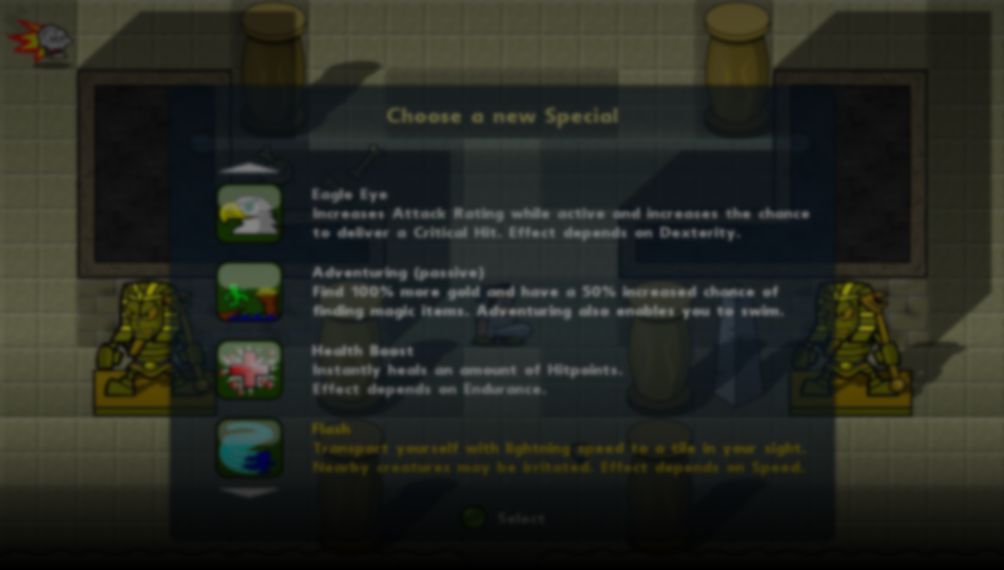 Choose a new Special
Eagle Eye
Increases Attack Rating while active and increases the chance
to deliver a Critical Hit. Effect depends on Dexterity.
Adventuring (passive)
Find 100% more gold and have a 50% increased chance of
finding magic items. Adventuring also enables you to swim.
Health Boost
Instantly heals an amount of Hitpoints.
Effect depends on Endurance.
Flash
Transport yourself with lightning speed to a tile in your sight.
Nearby creatures may be irritated. Effect depends on Speed.
Select